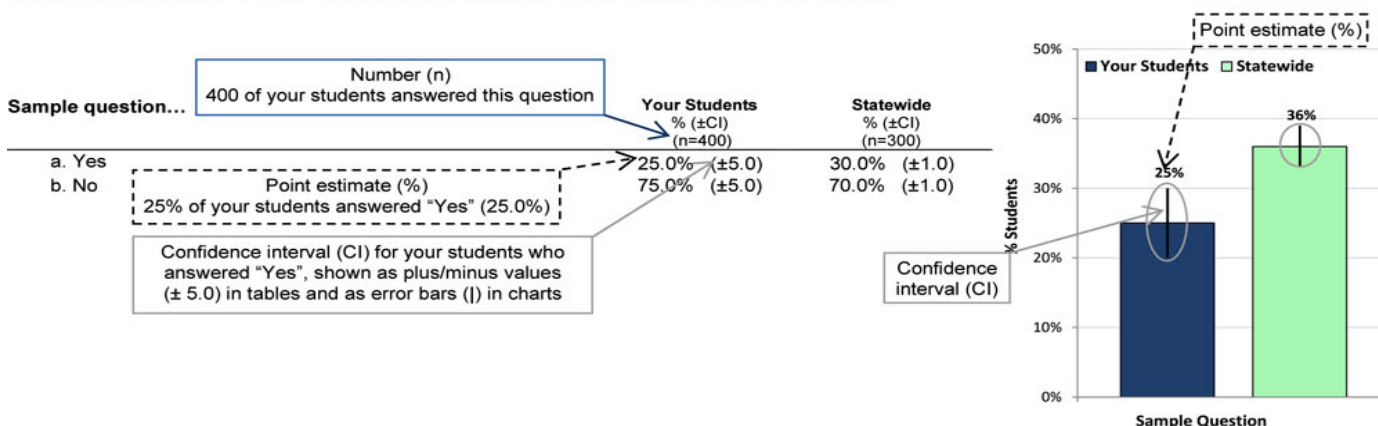 Number (n)
400 of your students answered this question
Sample question...
Your Students
% (±CI)
(n=400)
Statewide
% (±CI)
(n=300)
a. Yes 25.0% (±5.0) 30.0% (±1.0)
b. No 75.0% (±5.0) 70.0% (±1.0)
Point estimate (%)
25% of your students answered “Yes” (25.0%)
Confidence interval (CI) for your students who
answered “Yes”, shown as plus/minus values
(± 5.0) in tables and as error bars (|) in charts
Point estimate (%)
Your Students Statewide
50%
40%
30%
20%
10%
0%
% Students
25%
36%
Confidence
interval (CI)
Sample Question